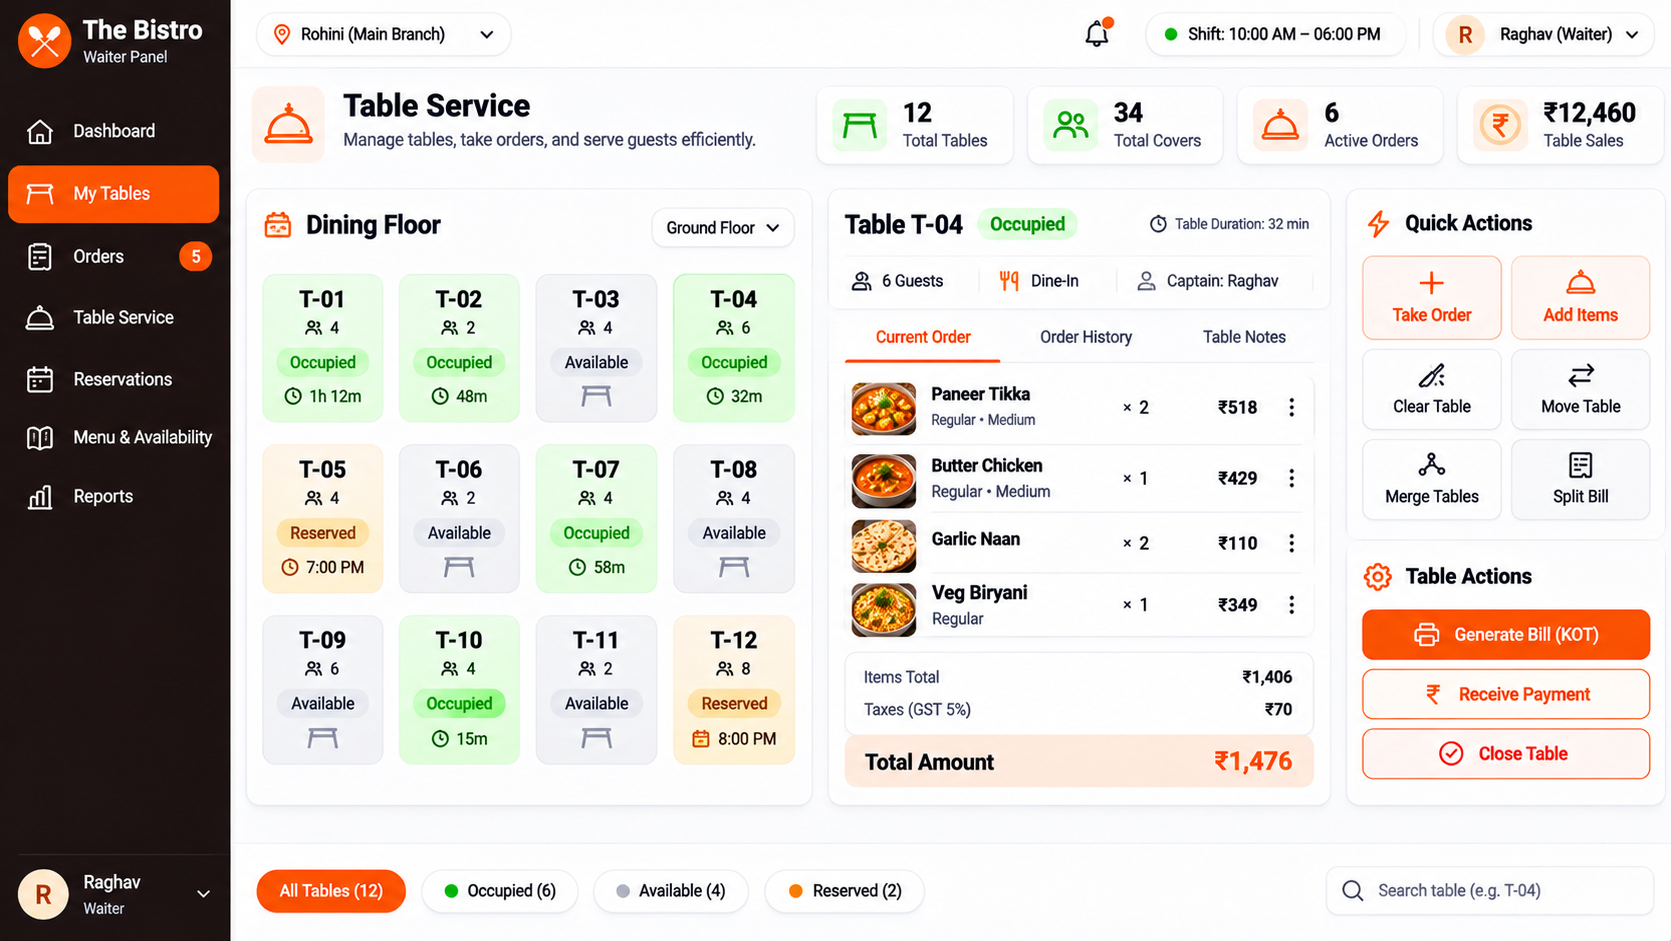 The Bistro
Waiter Panel
Dashboard
My Tables
Orders 5
Table Service
Reservations
Menu & Availability
Reports
R
Raghav
Waiter
Rohini (Main Branch)
Shift: 10:00 AM – 06:00 PM
R
Raghav (Waiter)
Table Service
Manage tables, take orders, and serve guests efficiently.
12
Total Tables
34
Total Covers
6
Active Orders
₹12,460
Table Sales
Dining Floor
Ground Floor
T-01
4
Occupied
1h 12m
T-02
2
Occupied
48m
T-03
4
Available
T-04
6
Occupied
32m
T-05
4
Reserved
7:00 PM
T-06
2
Available
T-07
4
Occupied
58m
T-08
4
Available
T-09
6
Available
T-10
4
Occupied
15m
T-11
2
Available
T-12
8
Reserved
8:00 PM
Table T-04 Occupied
Table Duration: 32 min
6 Guests
Dine-In
Captain: Raghav
Current Order
Order History
Table Notes
Paneer Tikka
Regular • Medium
× 2
₹518
Butter Chicken
Regular • Medium
× 1
₹429
Garlic Naan
× 2
₹110
Veg Biryani
Regular
× 1
₹349
Items Total ₹1,406
Taxes (GST 5%) ₹70
Total Amount ₹1,476
Quick Actions
Take Order
Add Items
Clear Table
Move Table
Merge Tables
Split Bill
Table Actions
Generate Bill (KOT)
₹ Receive Payment
Close Table
All Tables (12)
Occupied (6)
Available (4)
Reserved (2)
Search table (e.g. T-04)